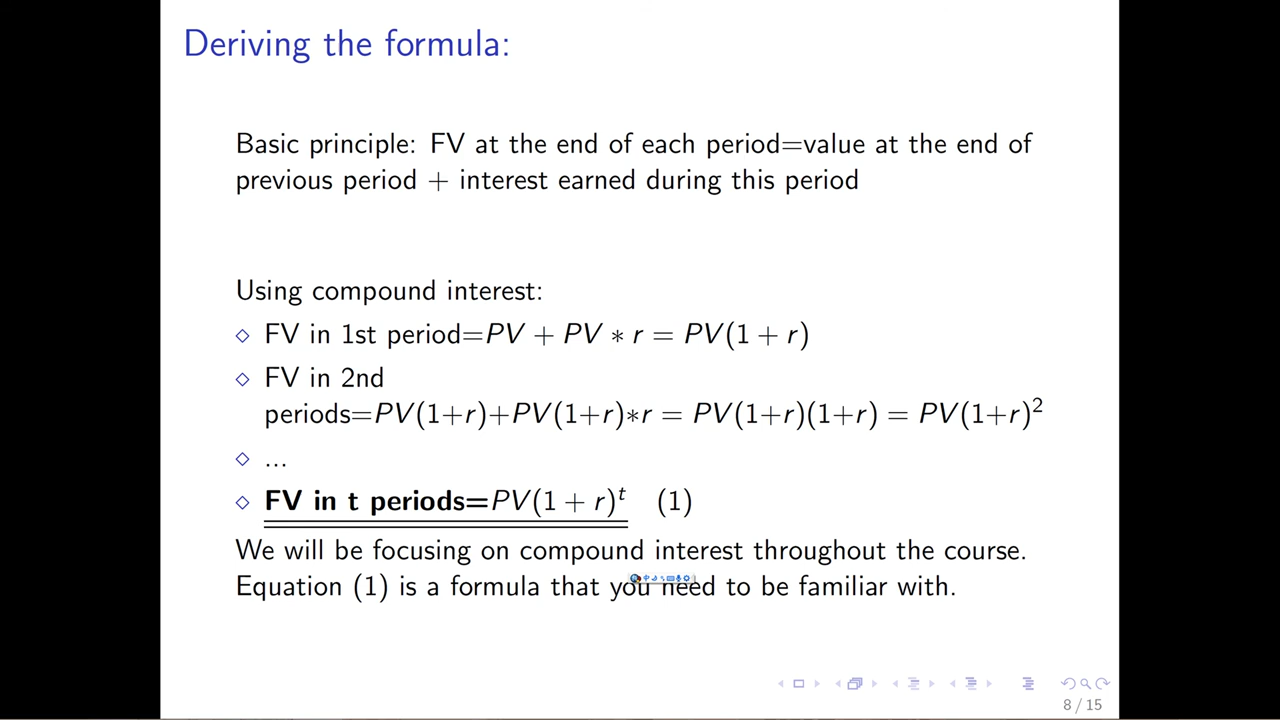 Deriving the formula:
Basic principle: FV at the end of each period=value at the end of
previous period + interest earned during this period
Using compound interest:
◇ FV in 1st period=PV + PV * r = PV(1 + r)
◇ FV in 2nd
periods=PV(1+r)+PV(1+r)*r = PV(1+r)(1+r) = PV(1+r)²
◇ ...
◇ FV in t periods=PV(1 + r)ᵗ (1)
We will be focusing on compound interest throughout the course.
Equation (1) is a formula that you need to be familiar with.
中
8 / 15